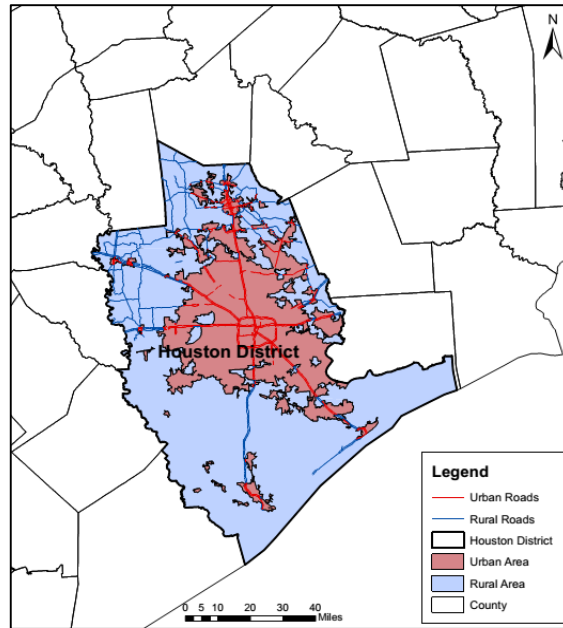 N
Houston District
Legend
Urban Roads
Rural Roads
Houston District
Urban Area
Rural Area
County
0 5 10 20 30 40
Miles